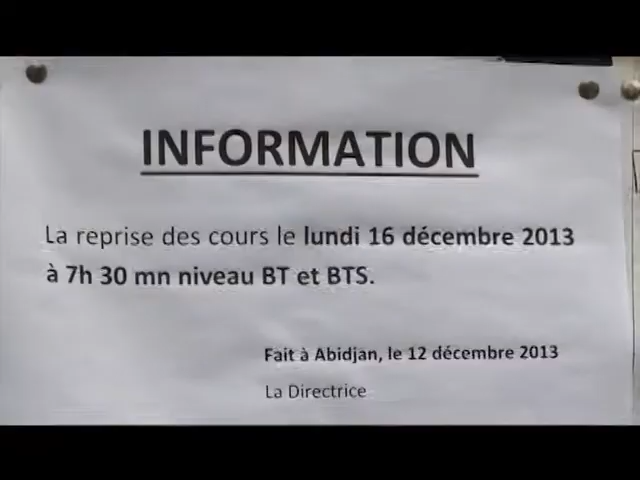 INFORMATION
La reprise des cours le lundi 16 décembre 2013
à 7h 30 mn niveau BT et BTS.
Fait à Abidjan, le 12 décembre 2013
La Directrice